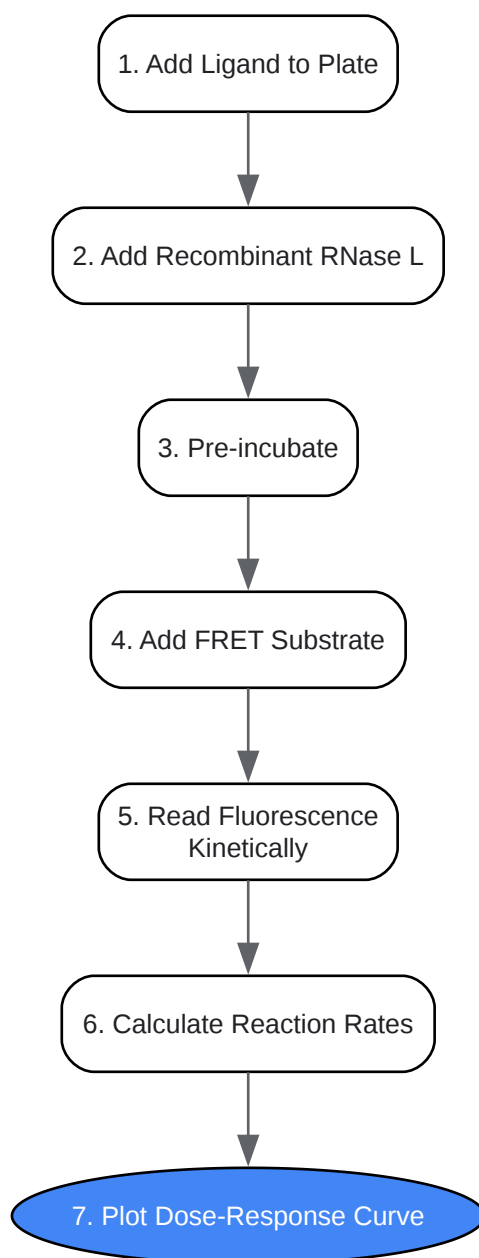 1. Add Ligand to Plate
2. Add Recombinant RNase L
3. Pre-incubate
4. Add FRET Substrate
5. Read Fluorescence
Kinetically
6. Calculate Reaction Rates
7. Plot Dose-Response Curve